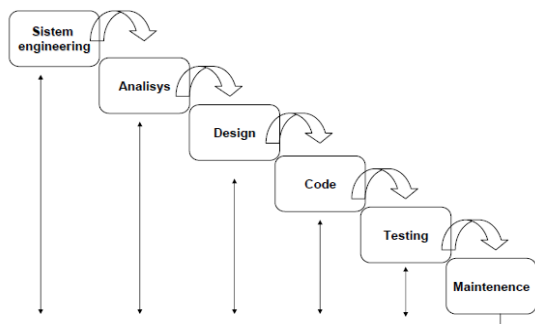 Sistem
engineering
Analisys
Design
Code
Testing
Maintenence